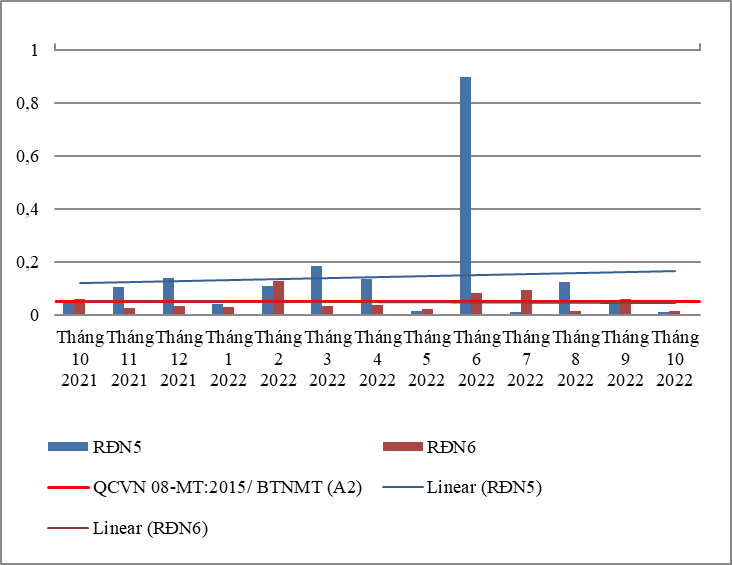 1
0,8
0,6
0,4
0,2
0
Tháng Tháng Tháng Tháng Tháng Tháng Tháng Tháng Tháng Tháng Tháng Tháng Tháng
10 11 12 1 2 3 4 5 6 7 8 9 10
2021 2021 2021 2022 2022 2022 2022 2022 2022 2022 2022 2022 2022
RĐN5 RĐN6
QCVN 08-MT:2015/ BTNMT (A2) Linear (RĐN5)
Linear (RĐN6)